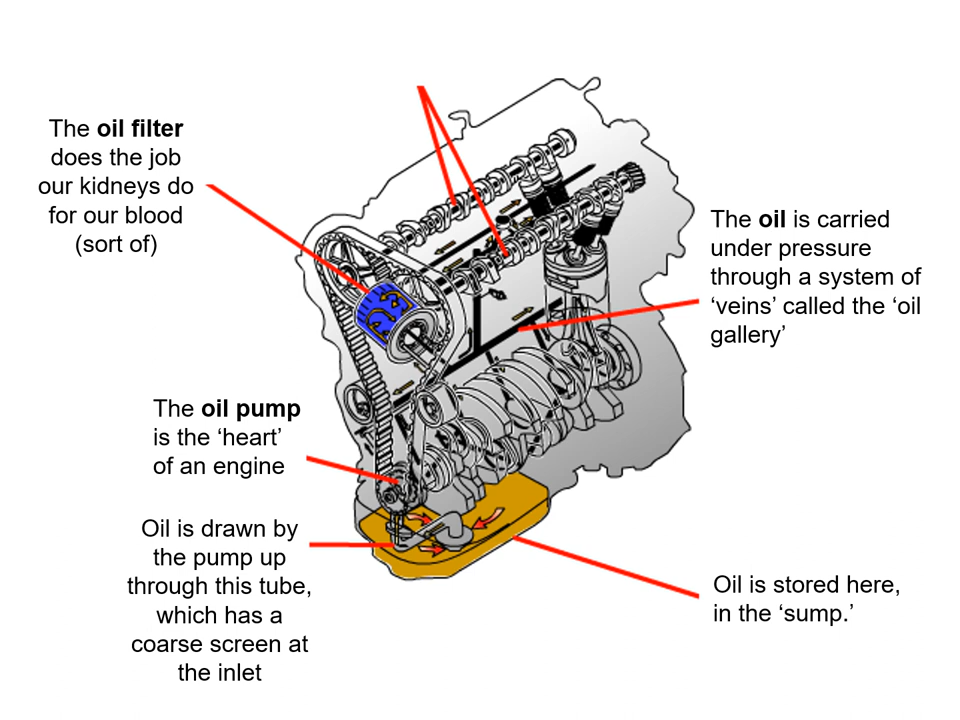 The oil filter
does the job
our kidneys do
for our blood
(sort of)
The oil is carried
under pressure
through a system of
‘veins’ called the ‘oil
gallery’
The oil pump
is the ‘heart’
of an engine
Oil is drawn by
the pump up
through this tube,
which has a
coarse screen at
the inlet
Oil is stored here,
in the ‘sump.’